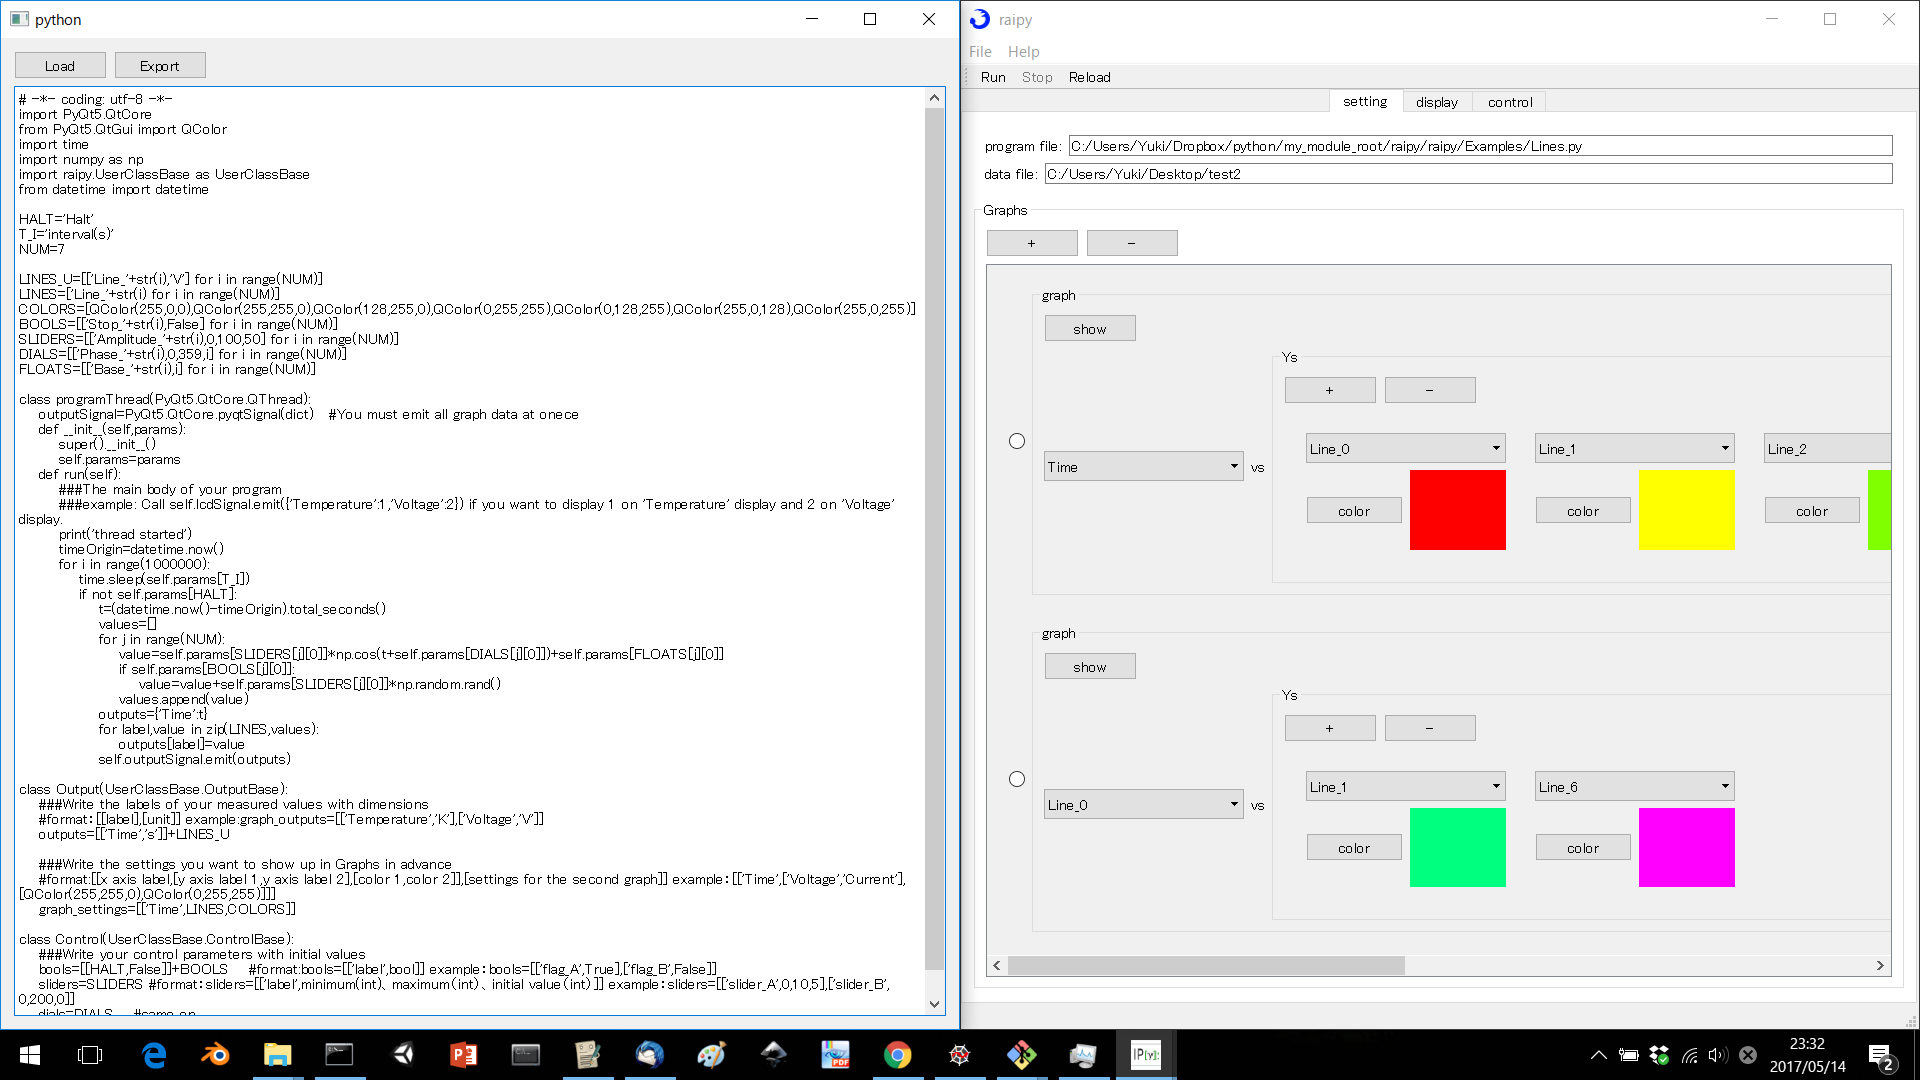 python
Load Export
# -*- coding: utf-8 -*-
import PyQt5.QtCore
from PyQt5.QtGui import QColor
import time
import numpy as np
import raipy.UserClassBase as UserClassBase
from datetime import datetime
HALT='Halt'
T_I='interval(s)'
NUM=7
LINES_U=[['Line_'+str(i),'V'] for i in range(NUM)]
LINES=['Line_'+str(i) for i in range(NUM)]
COLORS=[QColor(255,0,0),QColor(255,255,0),QColor(128,255,0),QColor(0,255,255),QColor(0,128,255),QColor(255,0,128),QColor(255,0,255)]
BOOLS=[['Stop_'+str(i),False] for i in range(NUM)]
SLIDERS=[['Amplitude_'+str(i),0,100,50] for i in range(NUM)]
DIALS=[['Phase_'+str(i),0,359,i] for i in range(NUM)]
FLOATS=[['Base_'+str(i),i] for i in range(NUM)]
class programThread(PyQt5.QtCore.QThread):
outputSignal=PyQt5.QtCore.pyqtSignal(dict) #You must emit all graph data at onece
def __init__(self,params):
super().__init__()
self.params=params
def run(self):
###The main body of your program
###example: Call self.lcdSignal.emit({'Temperature':1,'Voltage':2}) if you want to display 1 on 'Temperature' display and 2 on 'Voltage'
display.
print('thread started')
timeOrigin=datetime.now()
for i in range(1000000):
time.sleep(self.params[T_I])
if not self.params[HALT]:
t=(datetime.now()-timeOrigin).total_seconds()
values=[]
for j in range(NUM):
value=self.params[SLIDERS[j][0]]*np.cos(t+self.params[DIALS[j][0]])+self.params[FLOATS[j][0]]
if self.params[BOOLS[j][0]]:
value=value+self.params[SLIDERS[j][0]]*np.random.rand()
values.append(value)
outputs={'Time':t}
for label,value in zip(LINES,values):
outputs[label]=value
self.outputSignal.emit(outputs)
class Output(UserClassBase.OutputBase):
###Write the labels of your measured values with dimensions
#format: [[label],[unit]] example:graph_outputs=[['Temperature','K'],['Voltage','V']]
outputs=[['Time','s']]+LINES_U
###Write the settings you want to show up in Graphs in advance
#format:[[x axis label,[y axis label 1,y axis label 2],[color 1,color 2]],[settings for the second graph]] example: [['Time',['Voltage','Current'],
[QColor(255,255,0),QColor(0,255,255)]]]
graph_settings=[['Time',LINES,COLORS]]
class Control(UserClassBase.ControlBase):
###Write your control parameters with initial values
bools=[[HALT,False]]+BOOLS #format:bools=[['label',bool]] example: bools=[['flag_A',True],['flag_B',False]]
sliders=SLIDERS #format: sliders=[['label',minimum(int)、maximum(int)、initial value(int)]] example: sliders=[['slider_A',0,10,5],['slider_B',
0,200,0]]
dials=DIALS #same on
raipy
File Help
Run Stop Reload
setting display control
program file: C:/Users/Yuki/Dropbox/python/my_module_root/raipy/raipy/Examples/Lines.py
data file: C:/Users/Yuki/Desktop/test2
Graphs
+ -
graph
show
Ys
+ -
Time vs Line_0 Line_1 Line_2
color color color
graph
show
Ys
+ -
Line_0 vs Line_1 Line_6
color color
23:32
2017/05/14
2
IP[y]:
PDF